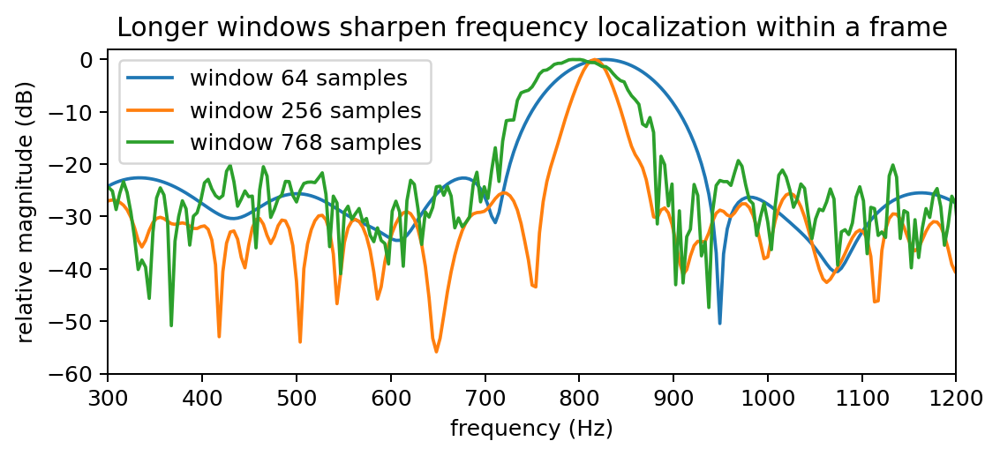 Longer windows sharpen frequency localization within a frame
window 64 samples
window 256 samples
window 768 samples
relative magnitude (dB)
0
−10
−20
−30
−40
−50
−60
300 400 500 600 700 800 900 1000 1100 1200
frequency (Hz)